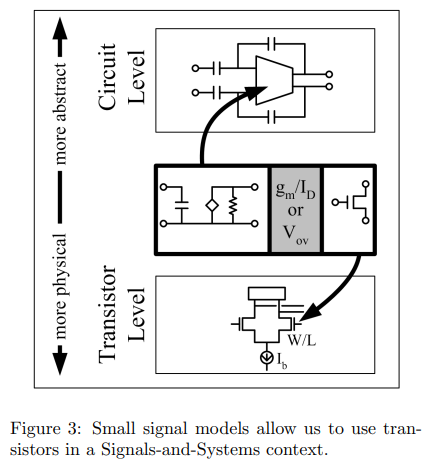 more abstract
Circuit
Level
gm/ID
or
Vov
more physical
Transistor
Level
W/L
Ib
Figure 3: Small signal models allow us to use tran-
sistors in a Signals-and-Systems context.